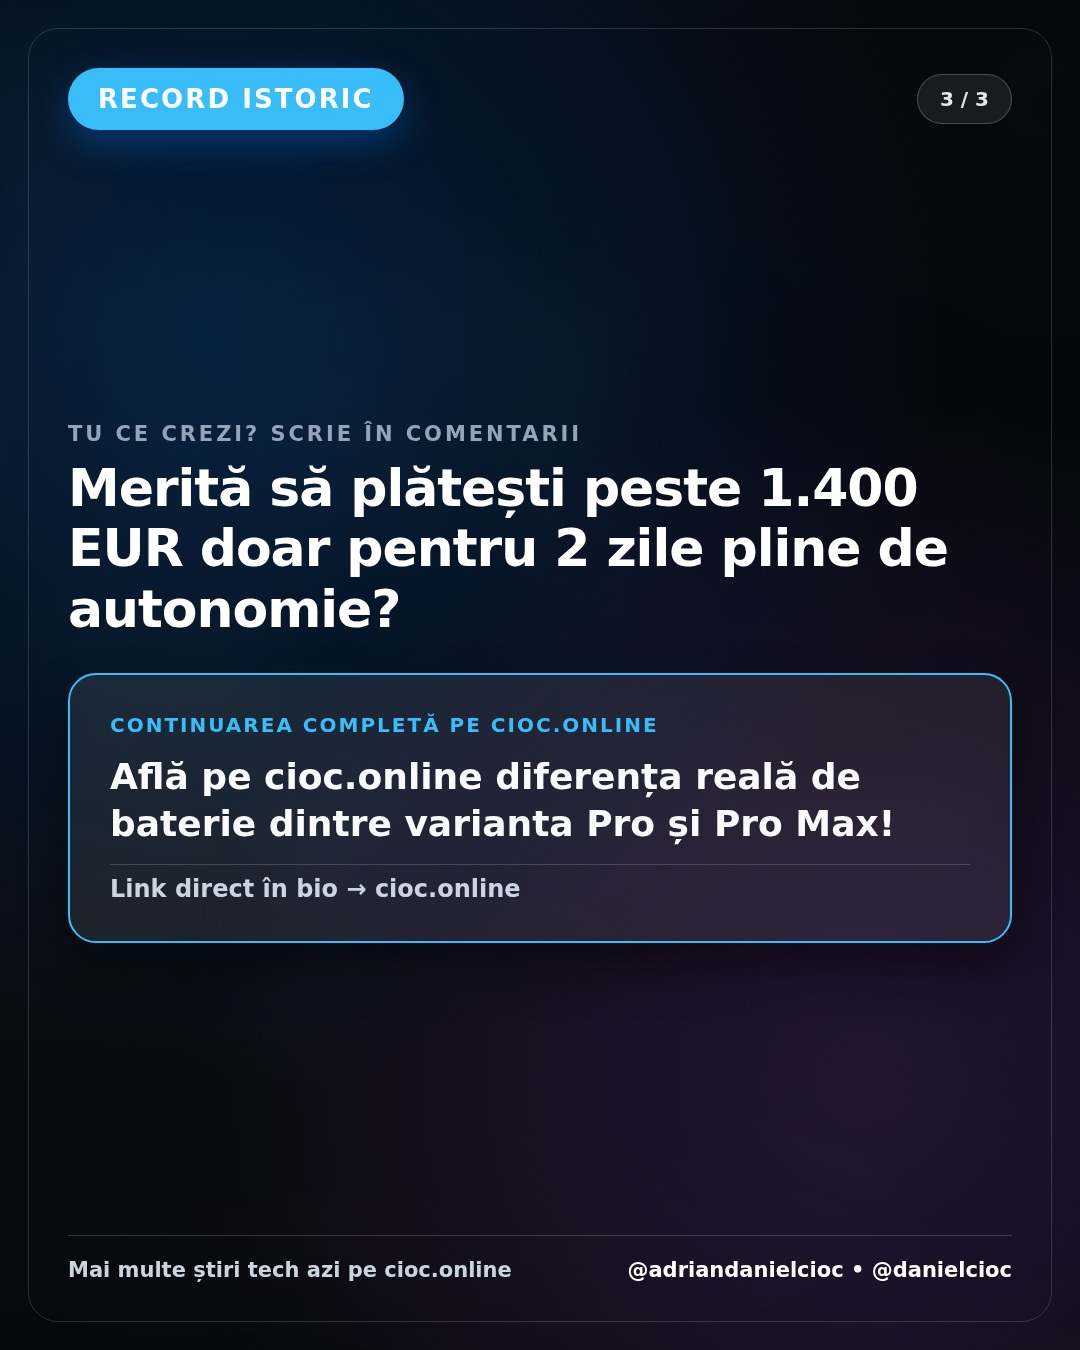 RECORD ISTORIC
3 / 3
TU CE CREZI? SCRIE ÎN COMENTARII
Merită să plătești peste 1.400
EUR doar pentru 2 zile pline de
autonomie?
CONTINUAREA COMPLETĂ PE CIOC.ONLINE
Află pe cioc.online diferența reală de
baterie dintre varianta Pro și Pro Max!
Link direct în bio → cioc.online
Mai multe știri tech azi pe cioc.online
@adriandanielcioc • @danielcioc